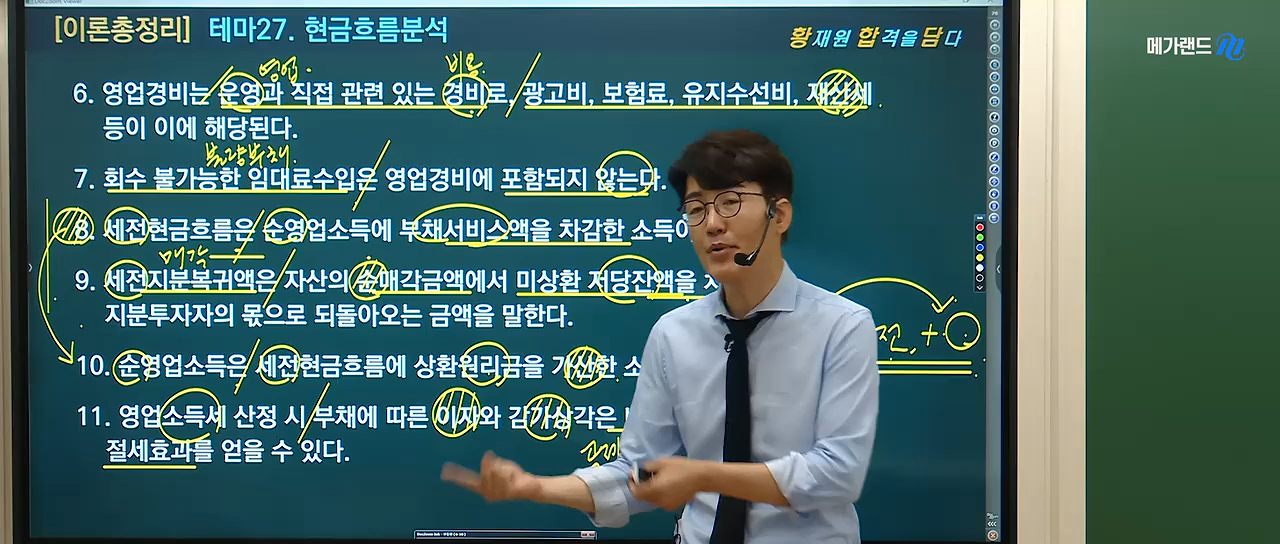 [이론총정리] 테마27. 현금흐름분석
황재원 합격을담다
메가랜드
영업. 비용.
6. 영업경비는 운영과 직접 관련 있는 경비로, 광고비, 보험료, 유지수선비, 재산세
등이 이에 해당된다.
불량부채.
7. 회수 불가능한 임대료수입은 영업경비에 포함되지 않는다.
8. 세전현금흐름은 순영업소득에 부채서비스액을 차감한 소득이
매각
9. 세전지분복귀액은 자산의 순매각금액에서 미상환 저당잔액을
지분투자자의 몫으로 되돌아오는 금액을 말한다.
전, +
10. 순영업소득은 세전현금흐름에 상환원리금을 가산한
11. 영업소득세 산정 시 부채에 따른 이자와 감가상각은
절세효과를 얻을 수 있다.